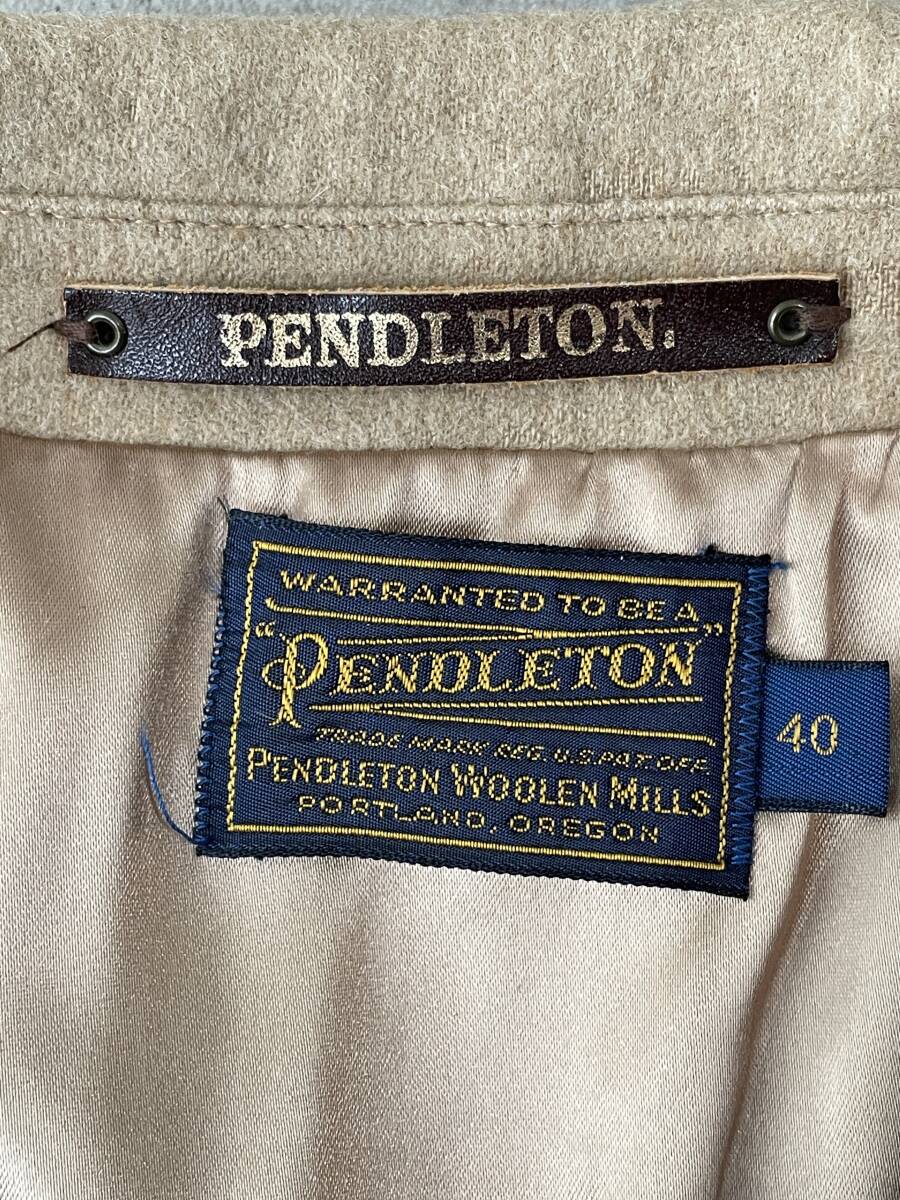 PENDLETON.
WARRANTED TO BE A
"PENDLETON"
TRADE MARK REG. U.S. PAT. OFF.
PENDLETON WOOLEN MILLS
PORTLAND, OREGON
40